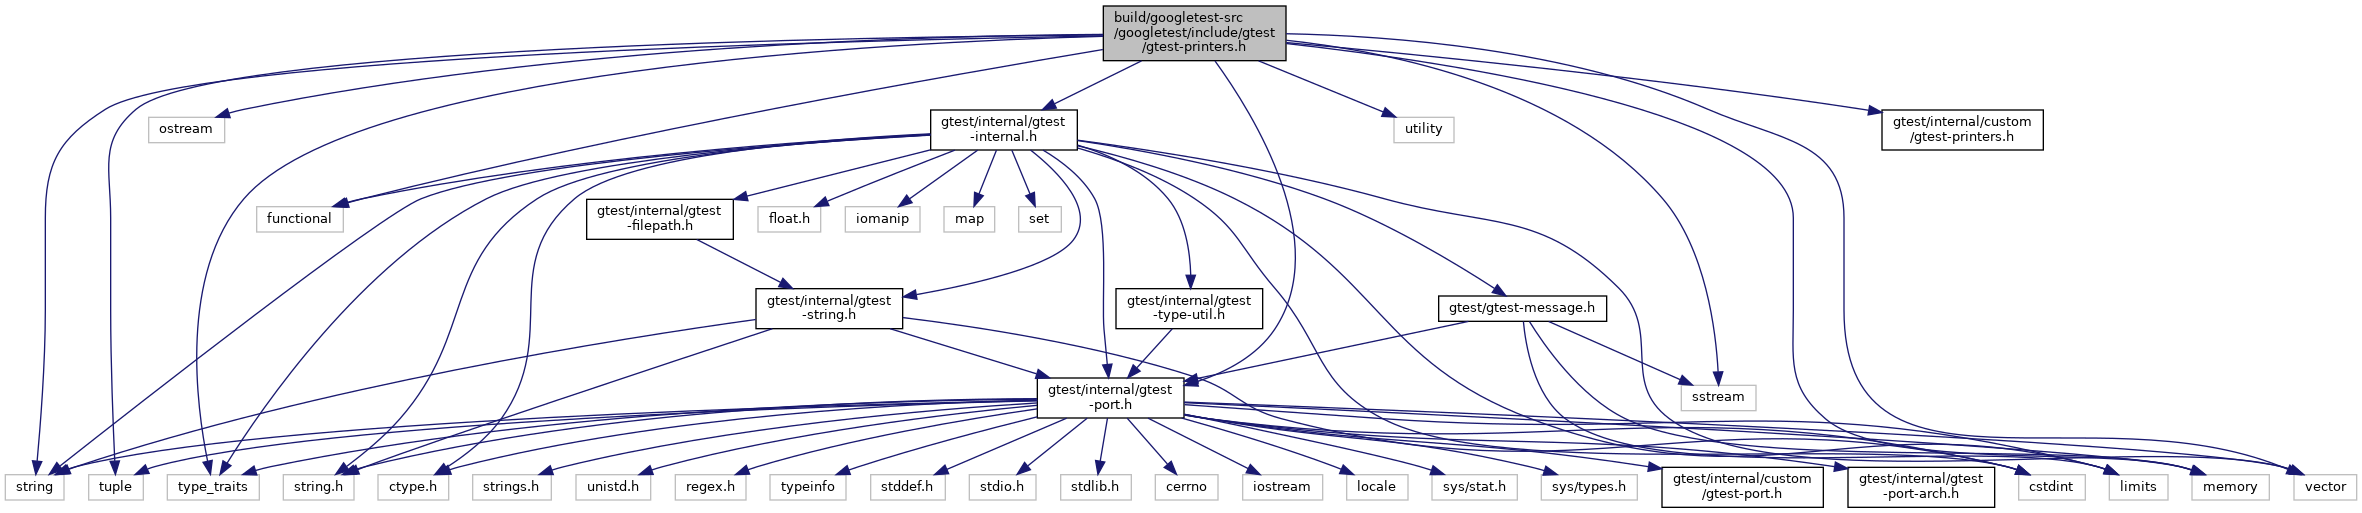 build/googletest-src
/googletest/include/gtest
/gtest-printers.h
ostream
gtest/internal/gtest
-internal.h
utility
gtest/internal/custom
/gtest-printers.h
functional
gtest/internal/gtest
-filepath.h
float.h
iomanip
map
set
gtest/internal/gtest
-string.h
gtest/internal/gtest
-type-util.h
gtest/gtest-message.h
gtest/internal/gtest
-port.h
sstream
string
tuple
type_traits
string.h
ctype.h
strings.h
unistd.h
regex.h
typeinfo
stddef.h
stdio.h
stdlib.h
cerrno
iostream
locale
sys/stat.h
sys/types.h
gtest/internal/custom
/gtest-port.h
gtest/internal/gtest
-port-arch.h
cstdint
limits
memory
vector